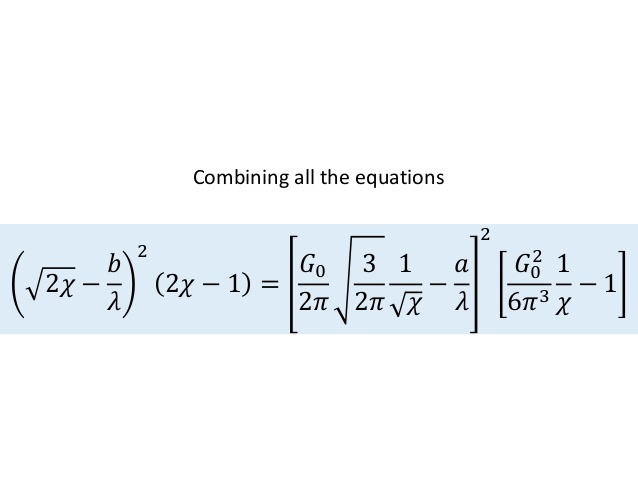 Combining all the equations
(√2χ − b/λ)² (2χ − 1) = [G₀/2π √3/2π 1/√χ − a/λ]² [G₀²/6π³ 1/χ − 1]